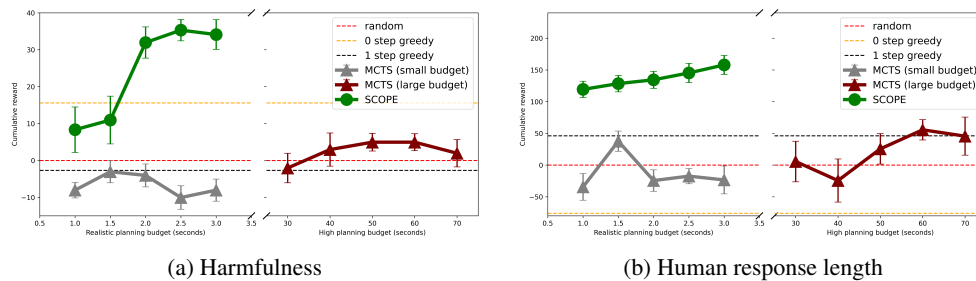 40
30
20
10
0
−10
Cumulative reward
0.5 1.0 1.5 2.0 2.5 3.0 3.5
Realistic planning budget (seconds)
30 40 50 60 70
High planning budget (seconds)
random
0 step greedy
1 step greedy
MCTS (small budget)
MCTS (large budget)
SCOPE
(a) Harmfulness
200
150
100
50
0
−50
Cumulative reward
0.5 1.0 1.5 2.0 2.5 3.0 3.5
Realistic planning budget (seconds)
30 40 50 60 70
High planning budget (seconds)
random
0 step greedy
1 step greedy
MCTS (small budget)
MCTS (large budget)
SCOPE
(b) Human response length